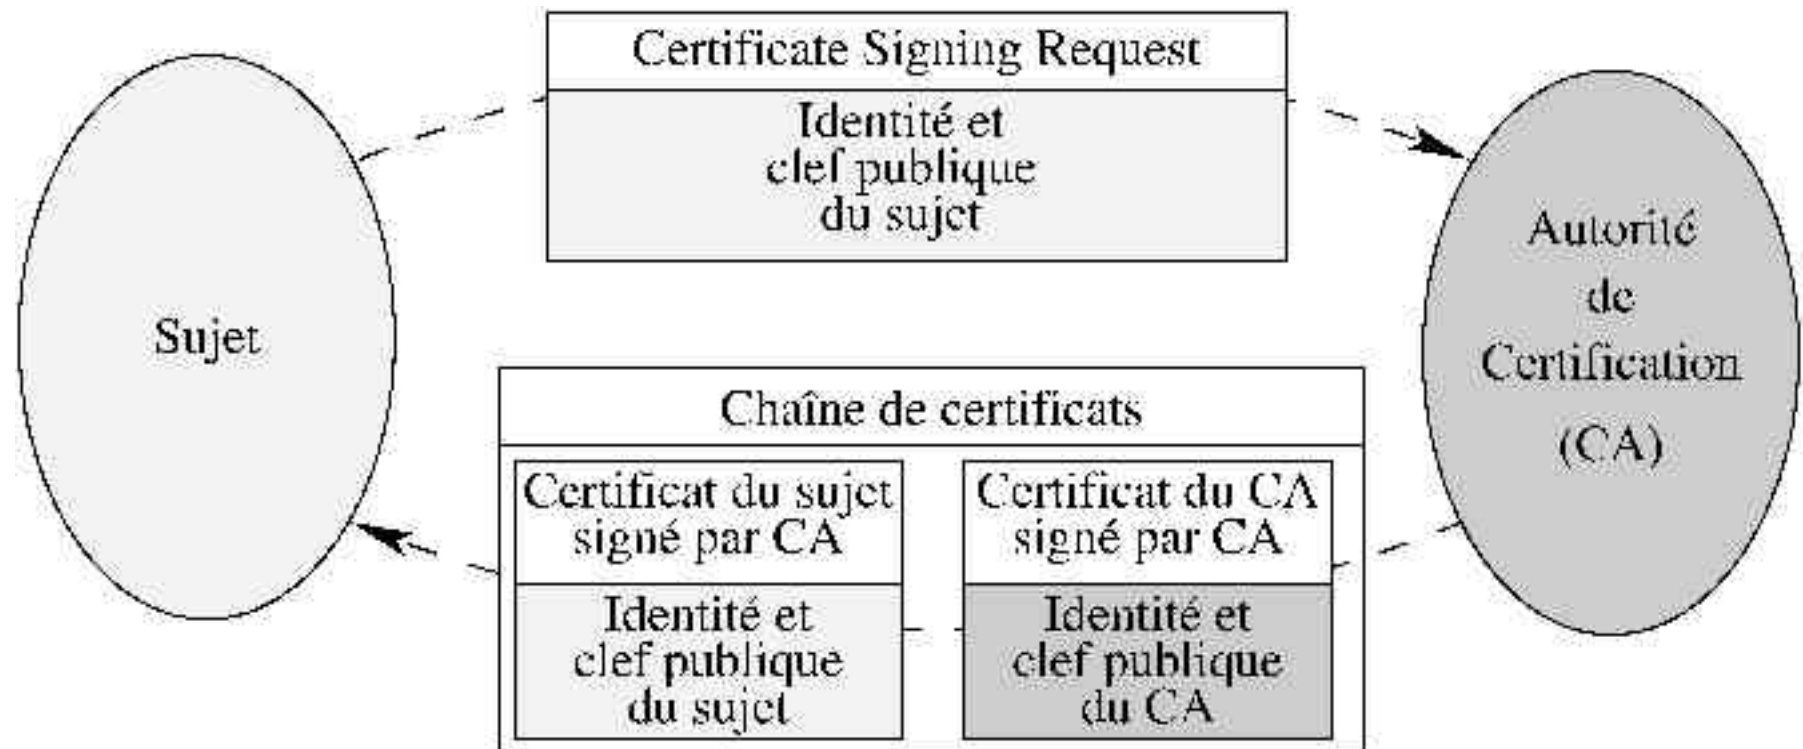 Certificate Signing Request
Identité et
clef publique
du sujet
Sujet
Autorité
de
Certification
(CA)
Chaîne de certificats
Certificat du sujet
signé par CA
Identité et
clef publique
du sujet
Certificat du CA
signé par CA
Identité et
clef publique
du CA